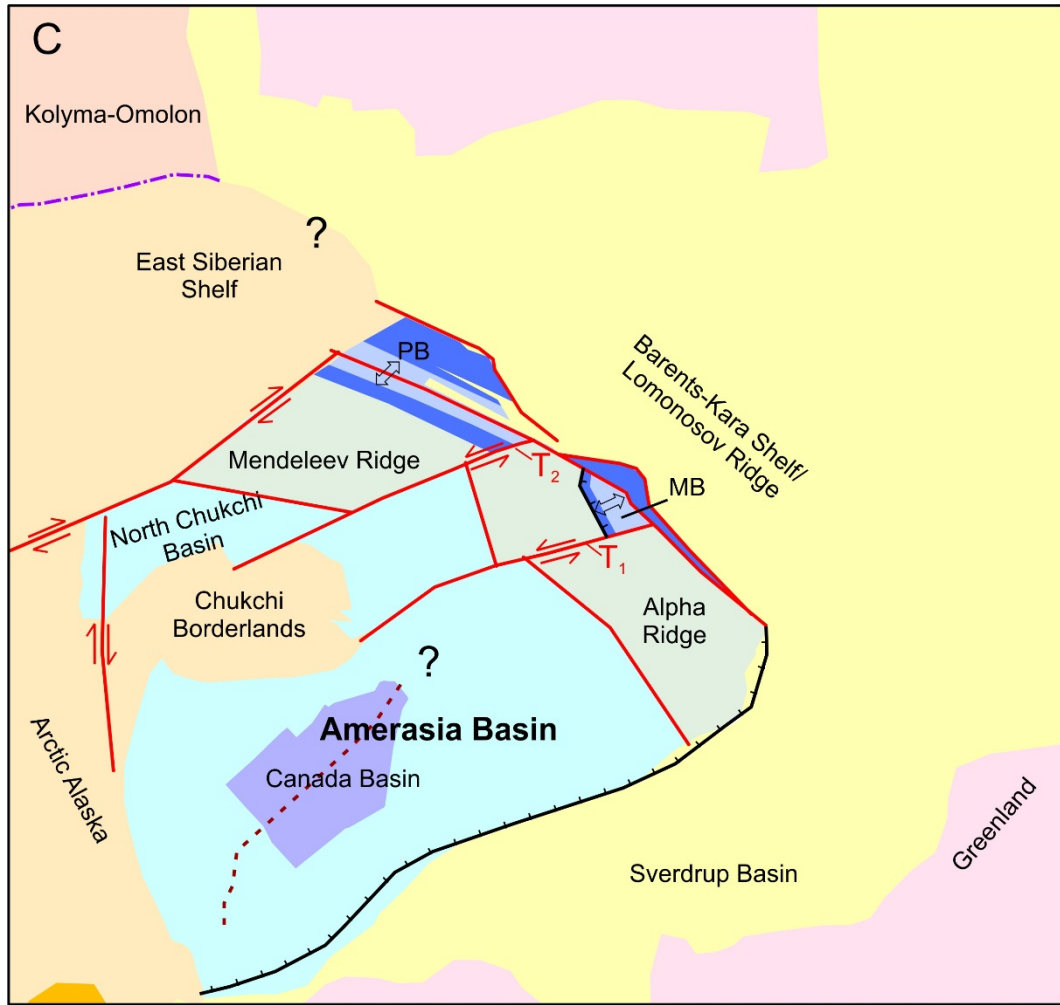 C
Kolyma-Omolon
?
East Siberian
Shelf
PB
Barents-Kara Shelf/
Lomonosov Ridge
Mendeleev Ridge
T2
MB
North Chukchi
Basin
T1
Chukchi
Borderlands
Alpha
Ridge
?
Amerasia Basin
Canada Basin
Arctic Alaska
Sverdrup Basin
Greenland